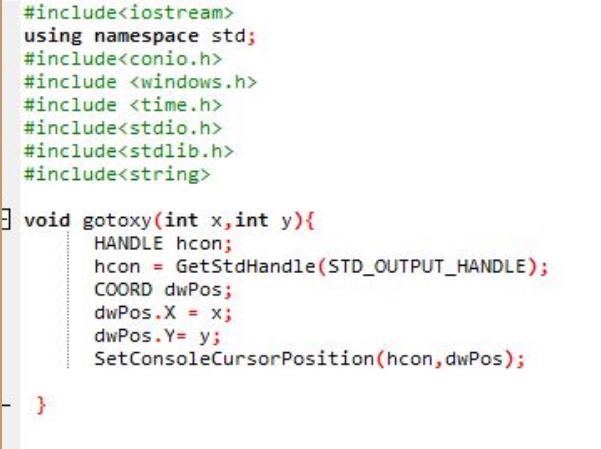 #include<iostream>
using namespace std;
#include<conio.h>
#include <windows.h>
#include <time.h>
#include<stdio.h>
#include<stdlib.h>
#include<string>
void gotoxy(int x,int y){
HANDLE hcon;
hcon = GetStdHandle(STD_OUTPUT_HANDLE);
COORD dwPos;
dwPos.X = x;
dwPos.Y= y;
SetConsoleCursorPosition(hcon,dwPos);
}